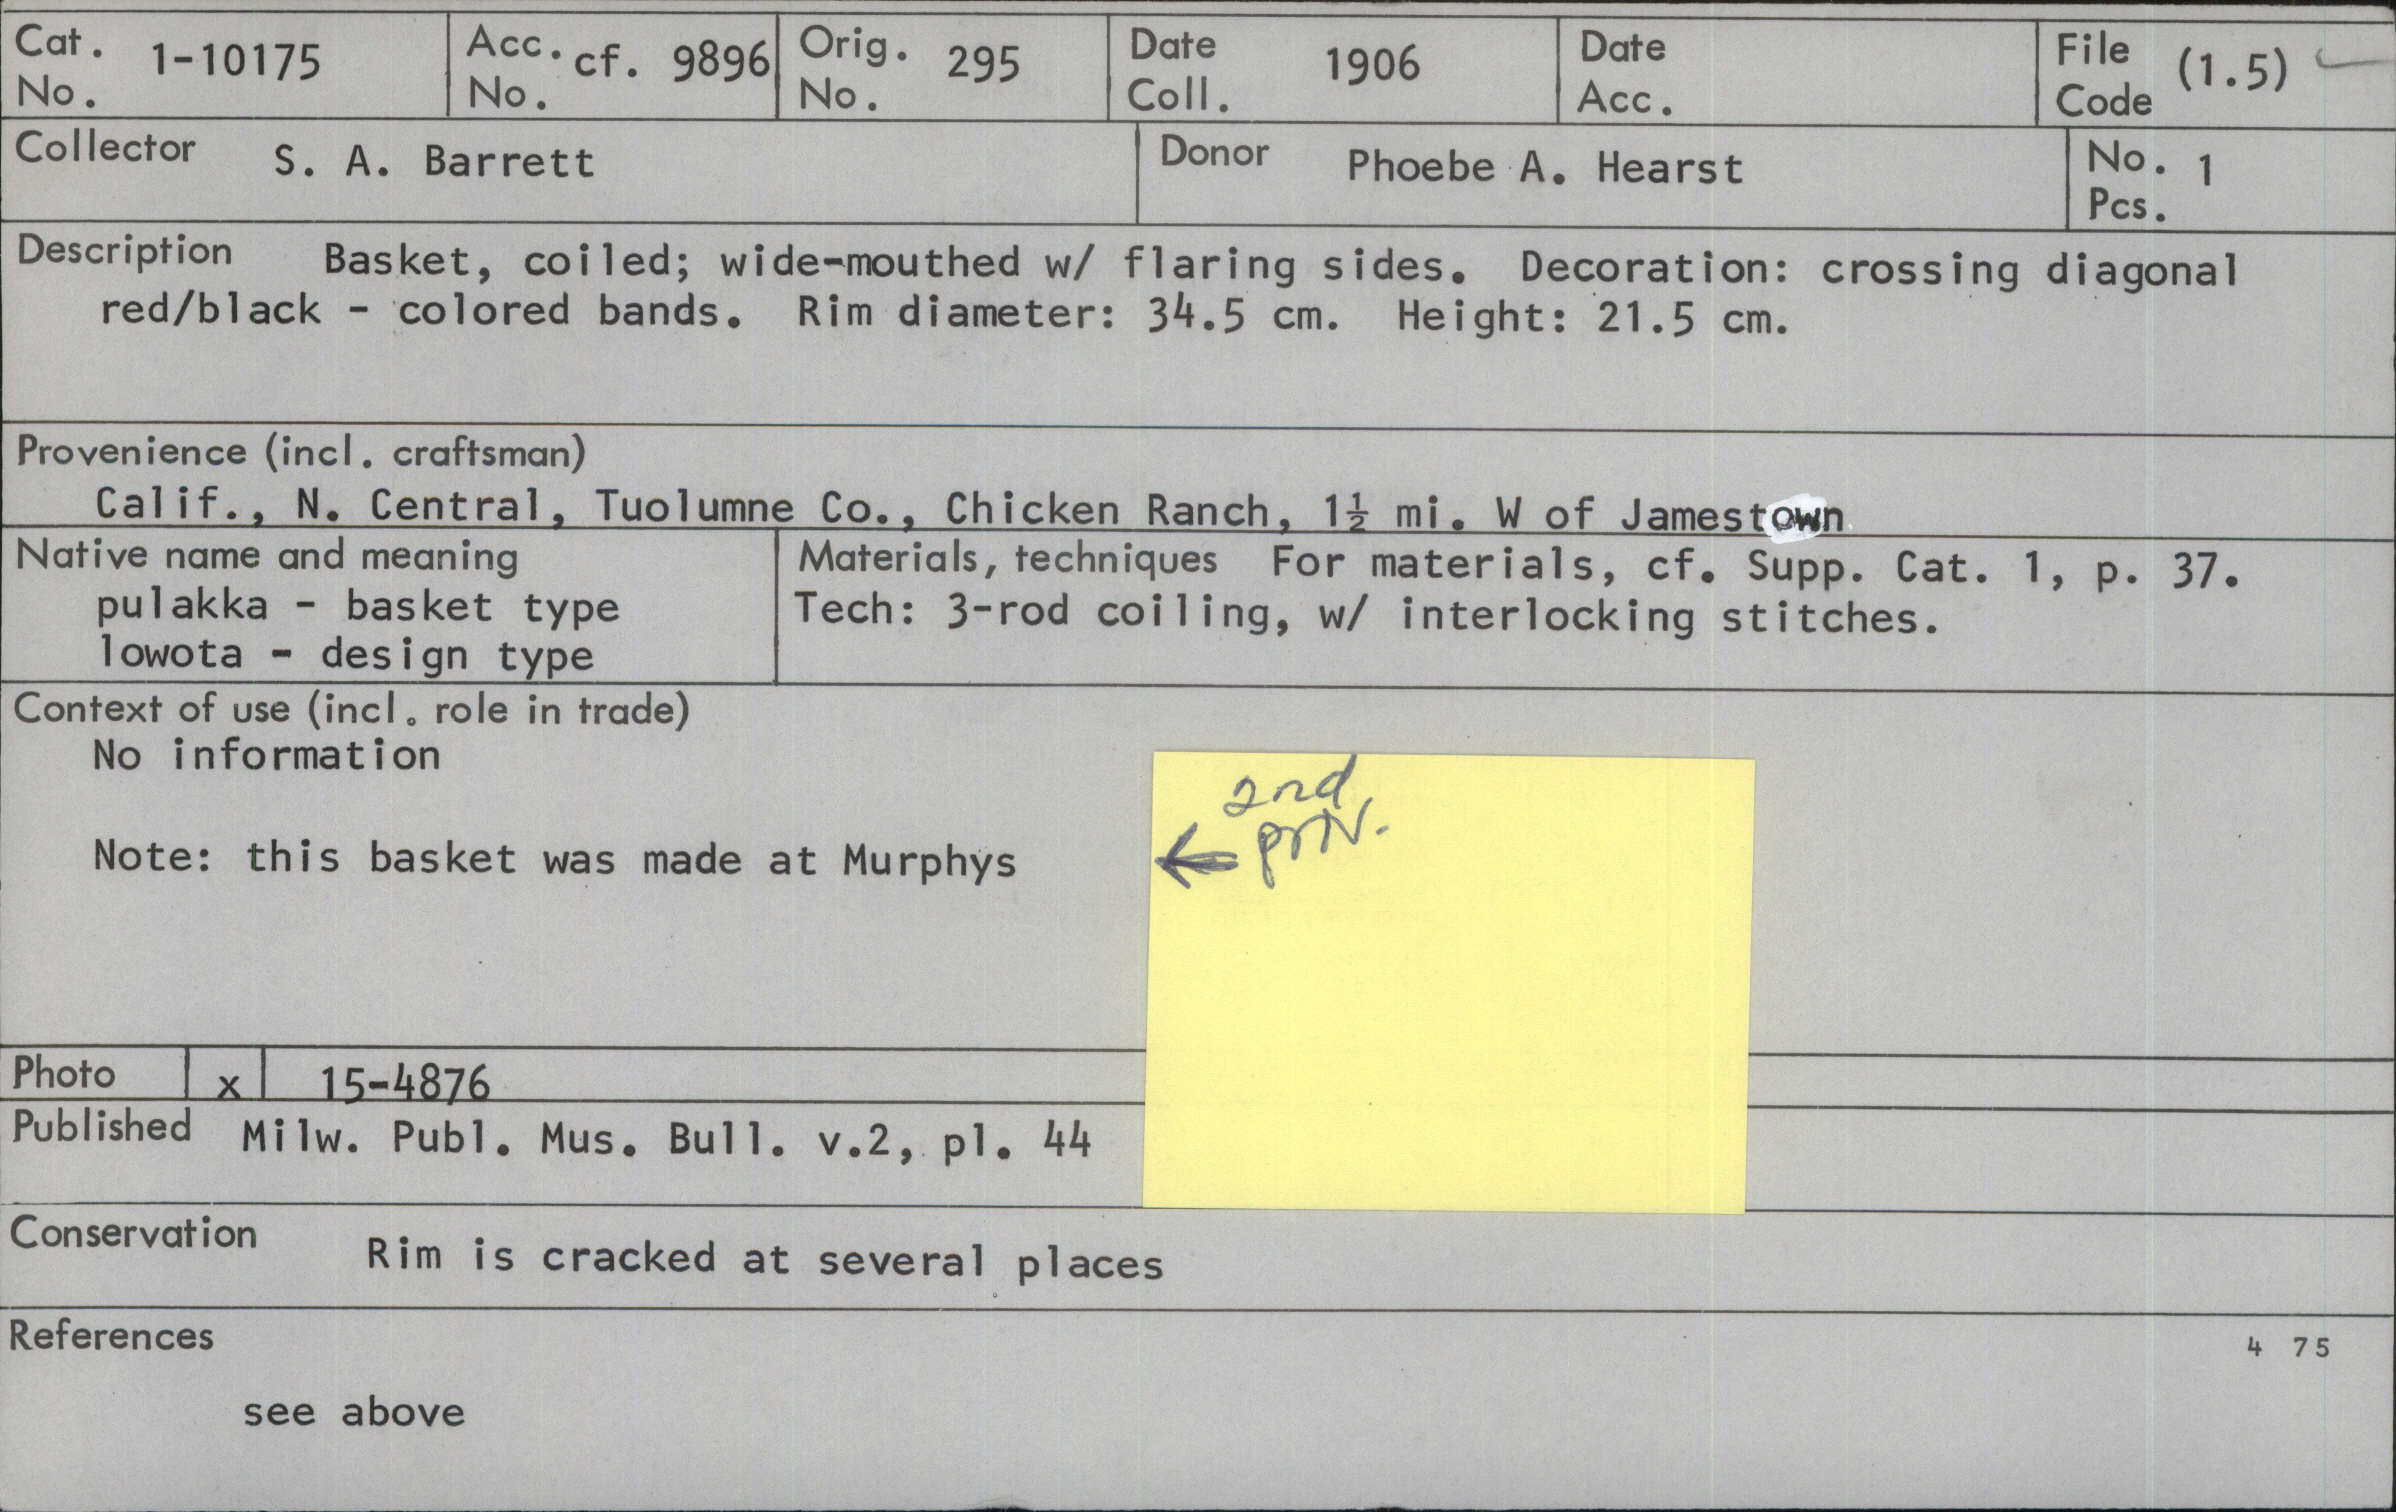 Cat. No. 1-10175
Acc. No. cf. 9896
Orig. No. 295
Date Coll. 1906
Date Acc.
File Code (1.5)
Collector S. A. Barrett
Donor Phoebe A. Hearst
No. Pcs. 1
Description Basket, coiled; wide-mouthed w/ flaring sides. Decoration: crossing diagonal
red/black - colored bands. Rim diameter: 34.5 cm. Height: 21.5 cm.
Provenience (incl. craftsman)
Calif., N. Central, Tuolumne Co., Chicken Ranch, 1½ mi. W of Jamestown
Native name and meaning
pulakka - basket type
lowota - design type
Materials, techniques For materials, cf. Supp. Cat. 1, p. 37.
Tech: 3-rod coiling, w/ interlocking stitches.
Context of use (incl. role in trade)
No information
Note: this basket was made at Murphys
2nd
← prov.
Photo x 15-4876
Published Milw. Publ. Mus. Bull. v.2, pl. 44
Conservation Rim is cracked at several places
References
4 75
see above